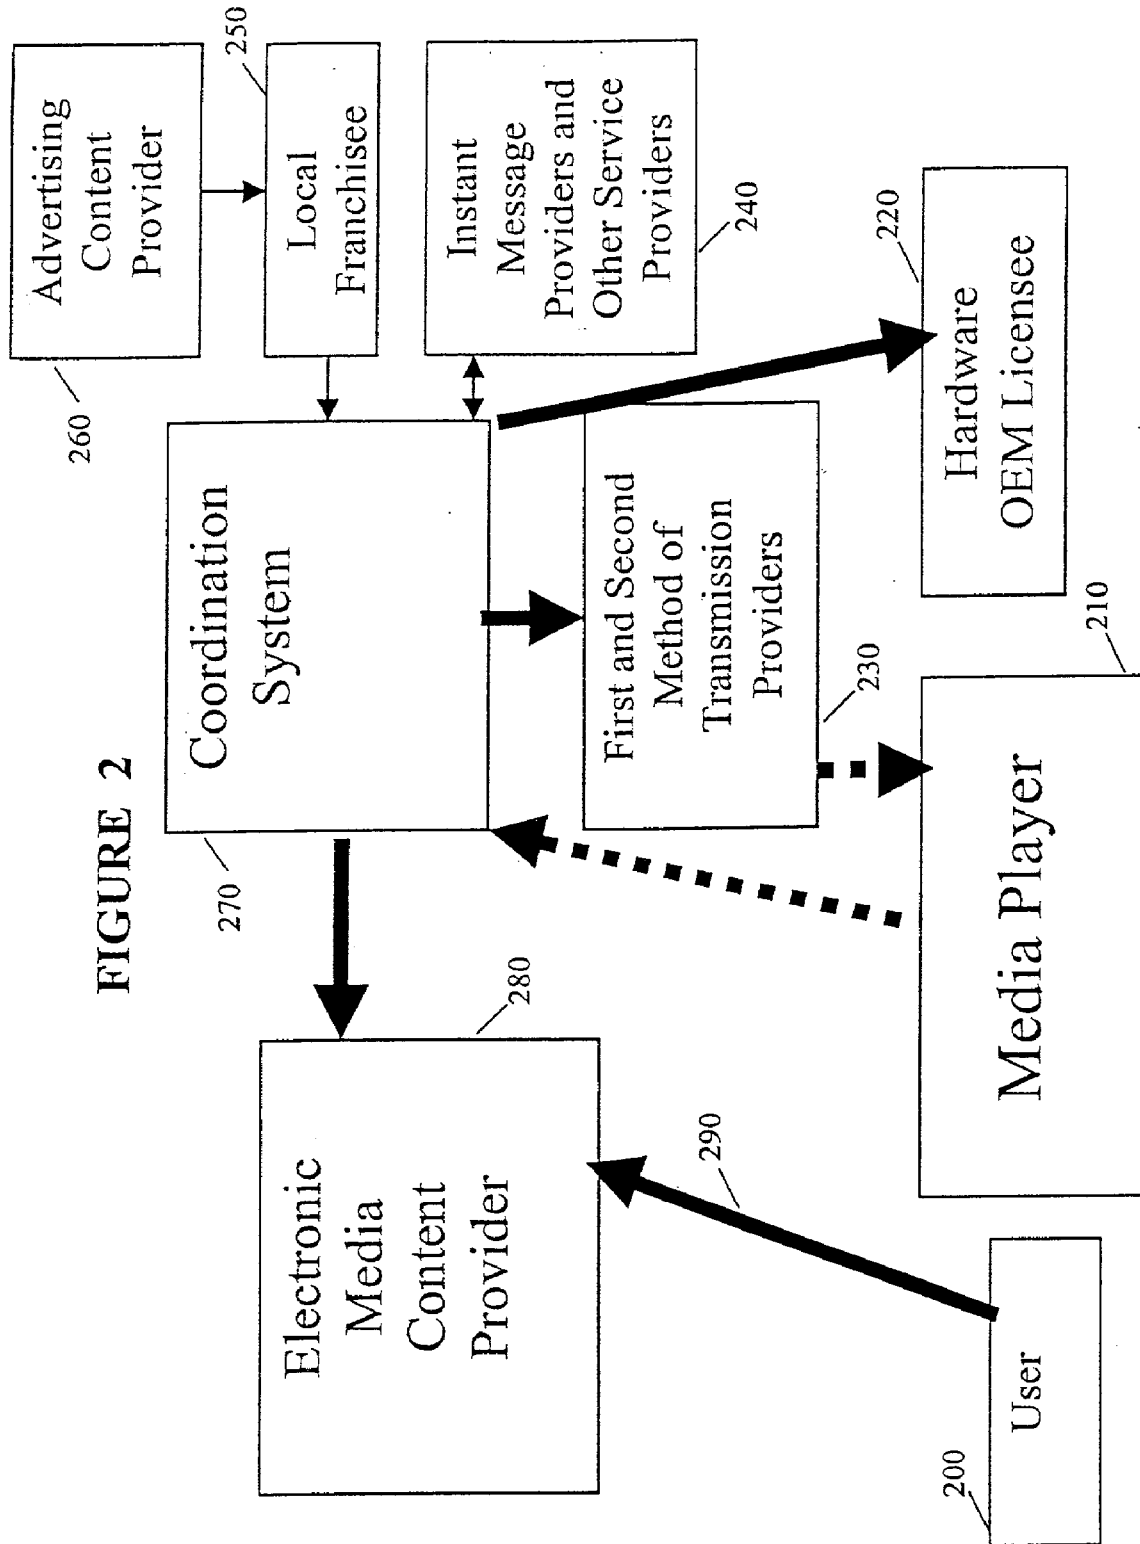 FIGURE 2
Electronic
Media
Content
Provider
280
270
Coordination
System
260
Advertising
Content
Provider
250
Local
Franchisee
Instant
Message
Providers and
Other Service
Providers
240
First and Second
Method of
Transmission
Providers
230
220
Hardware
OEM Licensee
290
200
User
Media Player
210